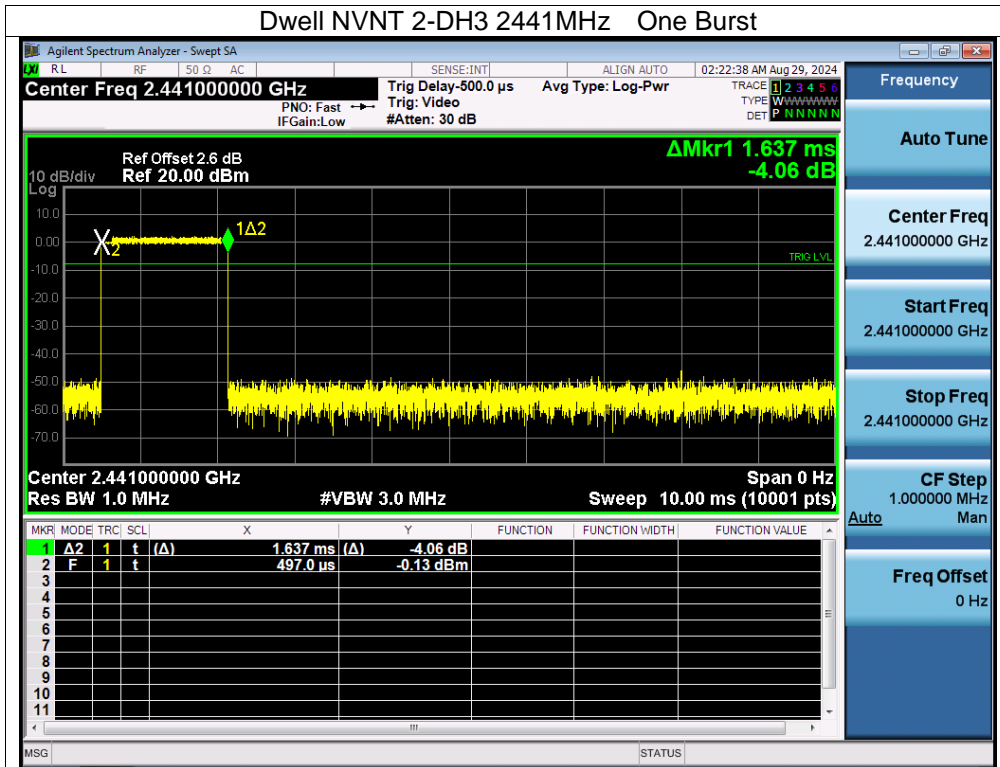 Dwell NVNT 2-DH3 2441MHz One Burst
Agilent Spectrum Analyzer - Swept SA
LXI RL RF 50 Ω AC SENSE:INT ALIGN AUTO 02:22:38 AM Aug 29, 2024
Center Freq 2.441000000 GHz
PNO: Fast
IFGain:Low
Trig Delay-500.0 µs
Trig: Video
#Atten: 30 dB
Avg Type: Log-Pwr
TRACE 1 2 3 4 5 6
TYPE WWWWWW
DET P N N N N N
Frequency
Auto Tune
Center Freq
2.441000000 GHz
Start Freq
2.441000000 GHz
Stop Freq
2.441000000 GHz
CF Step
1.000000 MHz
Auto Man
Freq Offset
0 Hz
ΔMkr1 1.637 ms
-4.06 dB
Ref Offset 2.6 dB
10 dB/div Ref 20.00 dBm
Log
10.0
0.00
-10.0
-20.0
-30.0
-40.0
-50.0
-60.0
-70.0
2
1Δ2
TRIG LVL
Center 2.441000000 GHz Span 0 Hz
Res BW 1.0 MHz #VBW 3.0 MHz Sweep 10.00 ms (10001 pts)
MKR MODE TRC SCL X Y FUNCTION FUNCTION WIDTH FUNCTION VALUE
1 Δ2 1 t (Δ) 1.637 ms (Δ) -4.06 dB
2 F 1 t 497.0 µs -0.13 dBm
3
4
5
6
7
8
9
10
11
MSG STATUS